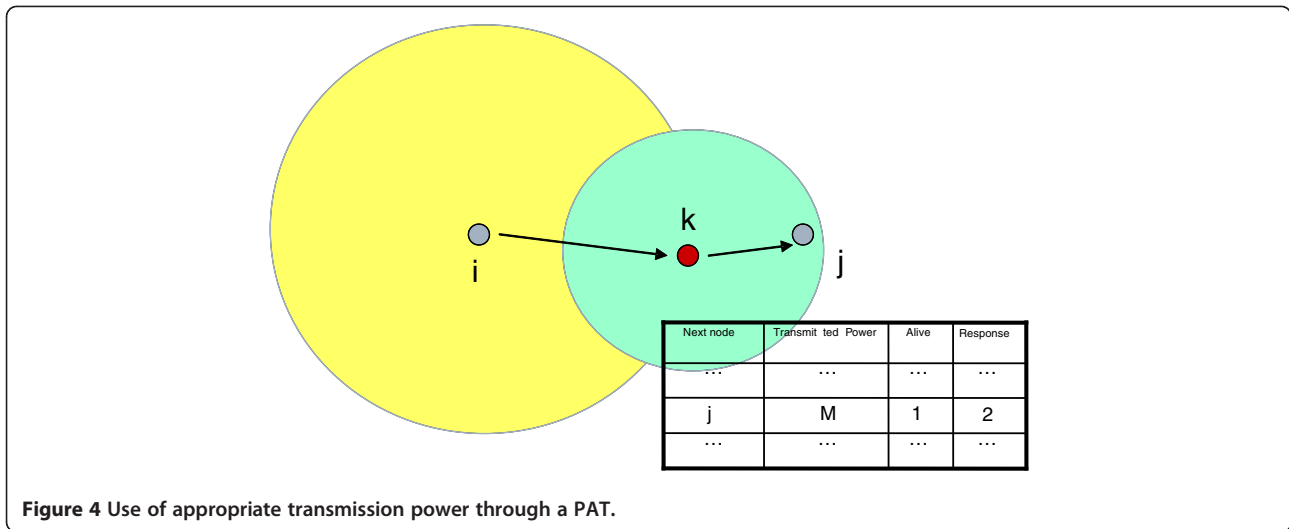 k
i
j
Next node Transmit ted Power Alive Response
... ... ... ...
j M 1 2
... ... ... ...
Figure 4 Use of appropriate transmission power through a PAT.